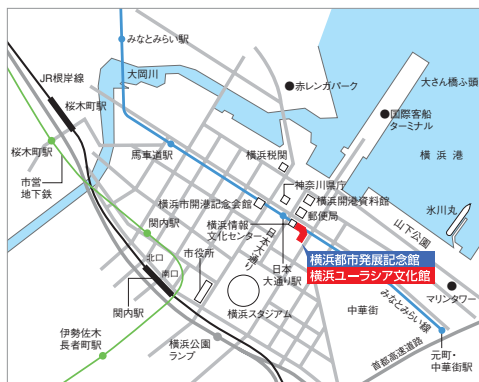 みなとみらい駅
JR根岸線
大岡川
桜木町駅
赤レンガパーク
大さん橋ふ頭
国際客船
ターミナル
桜木町駅
馬車道駅
横浜税関
横浜港
市営
地下鉄
神奈川県庁
横浜市開港記念会館
横浜開港資料館
郵便局
氷川丸
関内駅
横浜情報
文化センター
日本大通り
山下公園
北口
南口
市役所
日本
大通り駅
横浜都市発展記念館
横浜ユーラシア文化館
マリンタワー
関内駅
横浜スタジアム
中華街
みなとみらい線
伊勢佐木
長者町駅
横浜公園
ランプ
首都高速道路
元町・
中華街駅